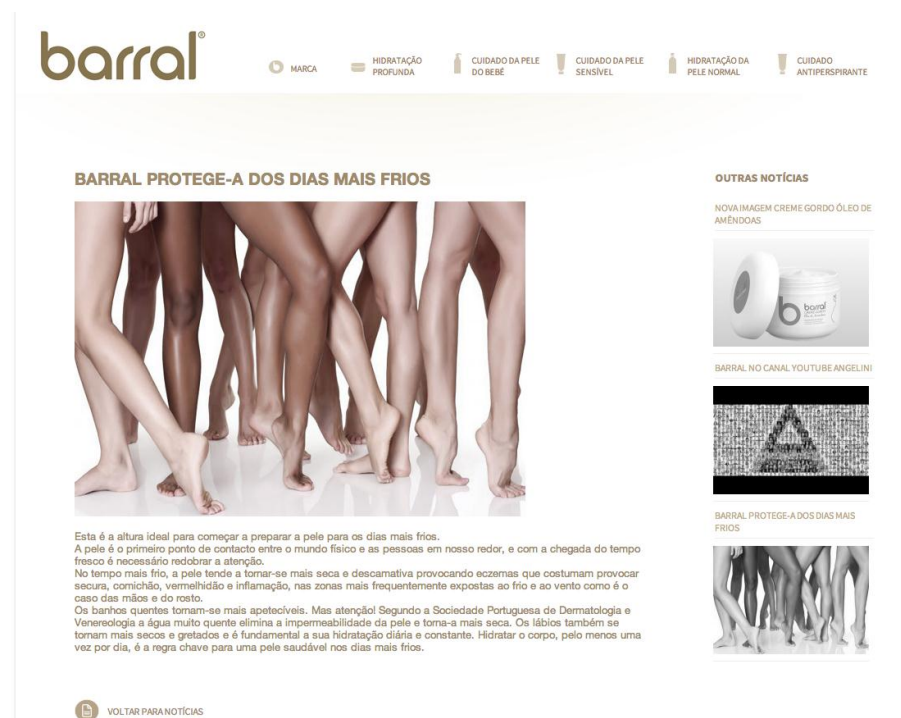 barral®
MARCA
HIDRATAÇÃO
PROFUNDA
CUIDADO DA PELE
DO BEBÉ
CUIDADO DA PELE
SENSÍVEL
HIDRATAÇÃO DA
PELE NORMAL
CUIDADO
ANTIPERSPIRANTE
BARRAL PROTEGE-A DOS DIAS MAIS FRIOS
Esta é a altura ideal para começar a preparar a pele para os dias mais frios.
A pele é o primeiro ponto de contacto entre o mundo físico e as pessoas em nosso redor, e com a chegada do tempo
fresco é necessário redobrar a atenção.
No tempo mais frio, a pele tende a tornar-se mais seca e descamativa provocando eczemas que costumam provocar
secura, comichão, vermelhidão e inflamação, nas zonas mais frequentemente expostas ao frio e ao vento como é o
caso das mãos e do rosto.
Os banhos quentes tornam-se mais apetecíveis. Mas atenção! Segundo a Sociedade Portuguesa de Dermatologia e
Venereologia a água muito quente elimina a impermeabilidade da pele e torna-a mais seca. Os lábios também se
tornam mais secos e gretados e é fundamental a sua hidratação diária e constante. Hidratar o corpo, pelo menos uma
vez por dia, é a regra chave para uma pele saudável nos dias mais frios.
VOLTAR PARA NOTÍCIAS
OUTRAS NOTÍCIAS
NOVA IMAGEM CREME GORDO ÓLEO DE
AMÊNDOAS
b barral
BARRAL NO CANAL YOUTUBE ANGELINI
BARRAL PROTEGE-A DOS DIAS MAIS
FRIOS